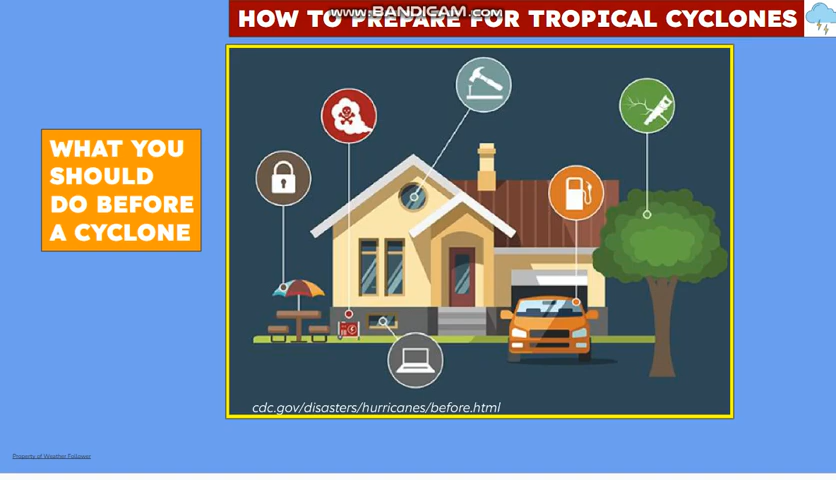 HOW TO PREPARE FOR TROPICAL CYCLONES
www.BANDICAM.com
WHAT YOU
SHOULD
DO BEFORE
A CYCLONE
cdc.gov/disasters/hurricanes/before.html
Property of Weather Follower